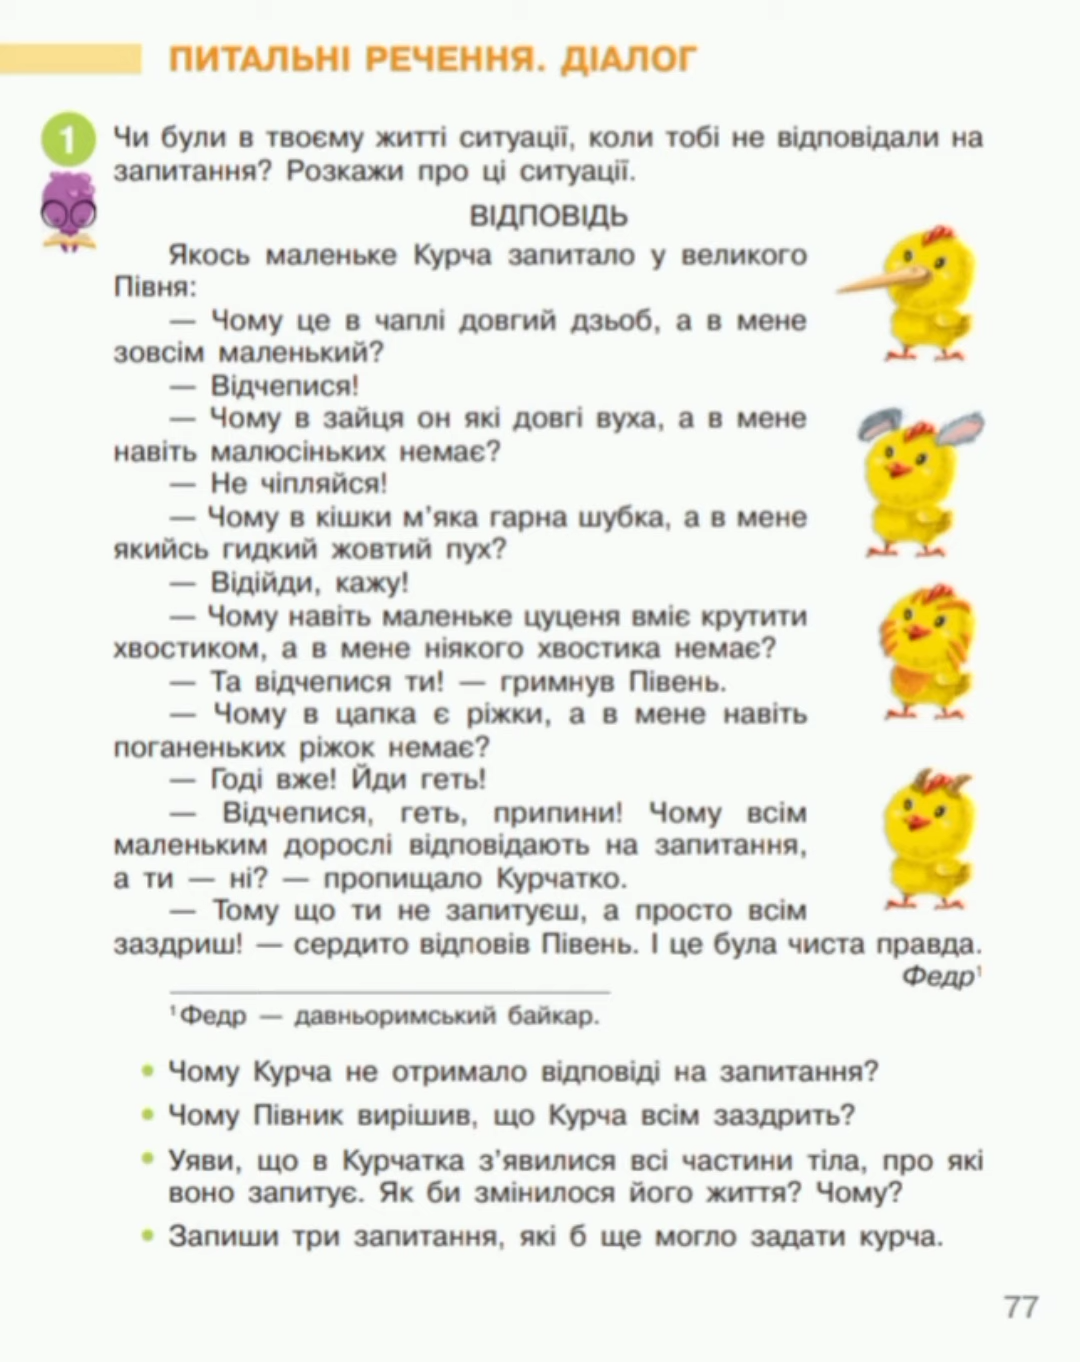 ПИТАЛЬНІ РЕЧЕННЯ. ДІАЛОГ
1
Чи були в твоєму житті ситуації, коли тобі не відповідали на
запитання? Розкажи про ці ситуації.
ВІДПОВІДЬ
Якось маленьке Курча запитало у великого
Півня:
— Чому це в чаплі довгий дзьоб, а в мене
зовсім маленький?
— Відчепися!
— Чому в зайця он які довгі вуха, а в мене
навіть малюсіньких немає?
— Не чіпляйся!
— Чому в кішки м’яка гарна шубка, а в мене
якийсь гидкий жовтий пух?
— Відійди, кажу!
— Чому навіть маленьке цуценя вміє крутити
хвостиком, а в мене ніякого хвостика немає?
— Та відчепися ти! — гримнув Півень.
— Чому в цапка є ріжки, а в мене навіть
поганеньких ріжок немає?
— Годі вже! Йди геть!
— Відчепися, геть, припини! Чому всім
маленьким дорослі відповідають на запитання,
а ти — ні? — пропищало Курчатко.
— Тому що ти не запитуєш, а просто всім
заздриш! — сердито відповів Півень. І це була чиста правда.
Федр¹
¹Федр — давньоримський байкар.
• Чому Курча не отримало відповіді на запитання?
• Чому Півник вирішив, що Курча всім заздрить?
• Уяви, що в Курчатка з’явилися всі частини тіла, про які
воно запитує. Як би змінилося його життя? Чому?
• Запиши три запитання, які б ще могло задати курча.
77